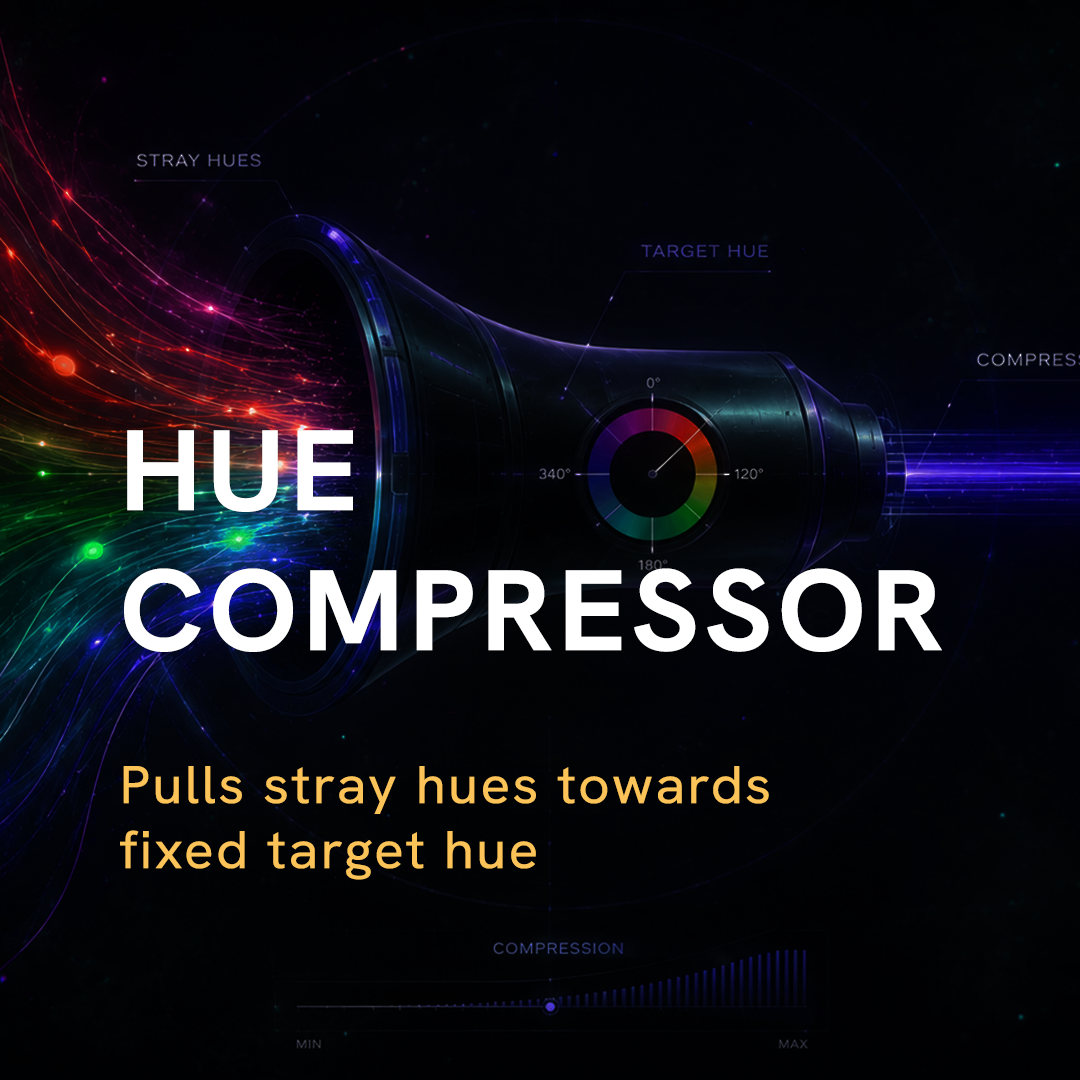 STRAY HUES
TARGET HUE
COMPRESS
0°
340°
120°
180°
HUE
COMPRESSOR
Pulls stray hues towards
fixed target hue
COMPRESSION
MIN
MAX